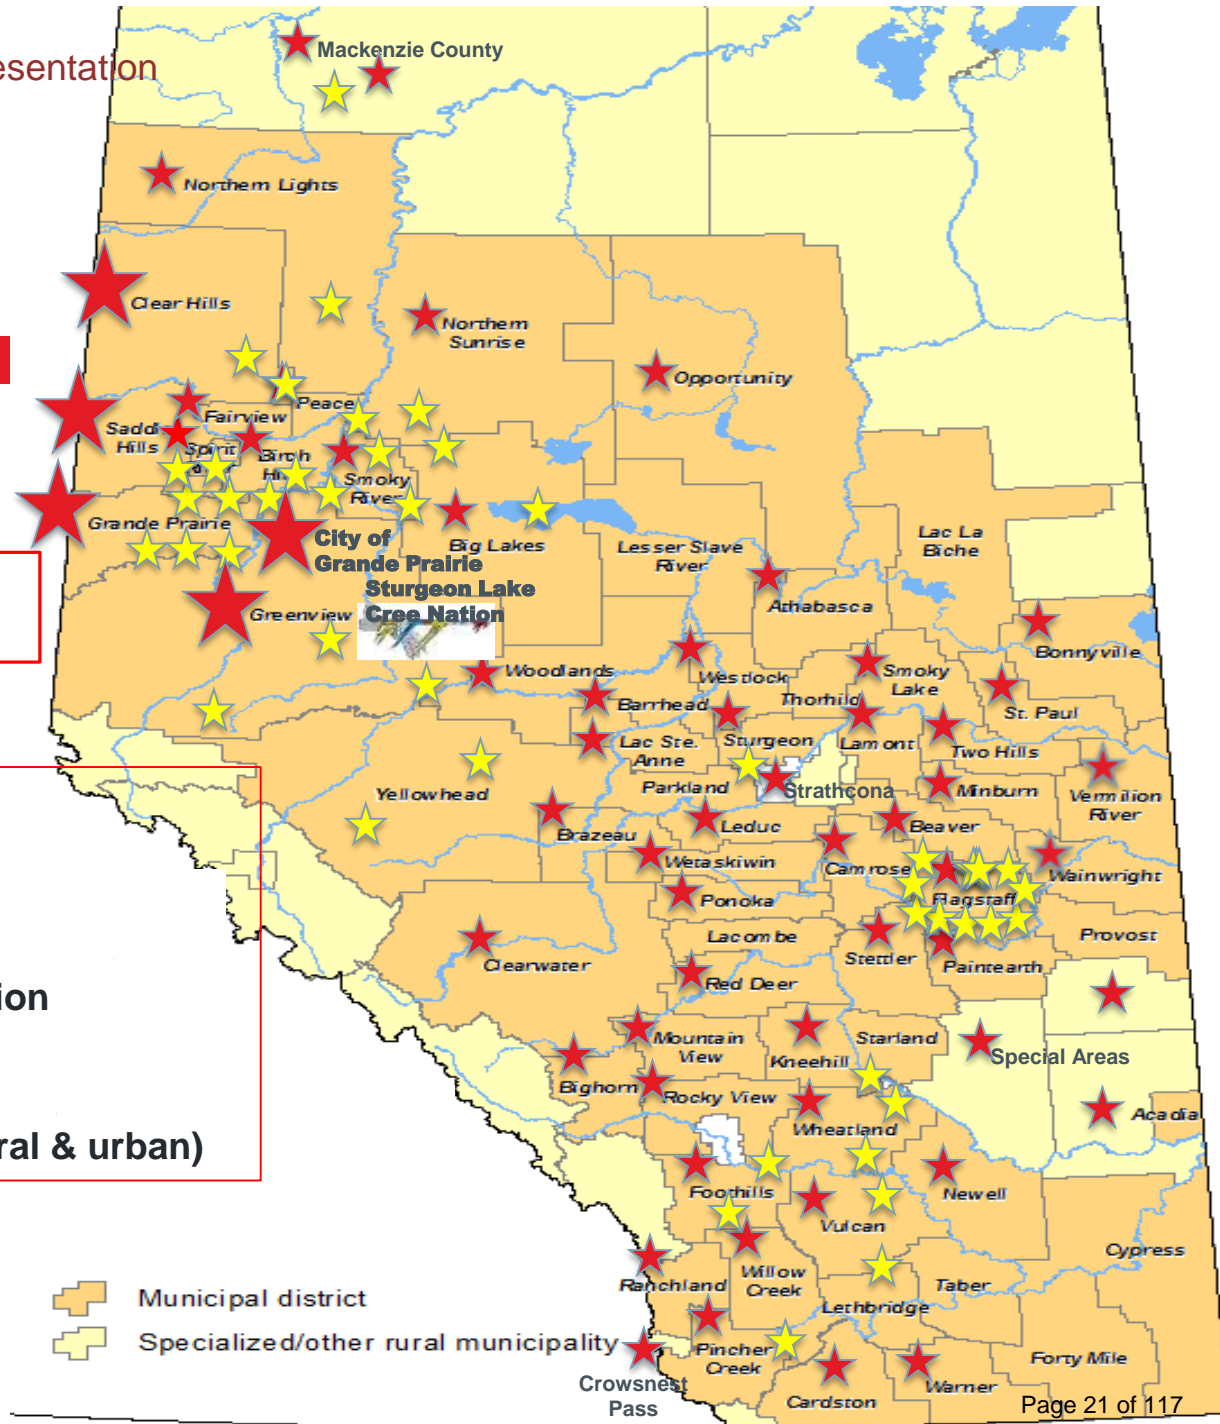 esentation
Mackenzie County
Northern Lights
Clear Hills
Northern
Sunrise
Opportunity
Peace
Fairview
Hills
Spirit
Birch
Smoky
River
Grande Prairie
City of
Grande Prairie
Sturgeon Lake
Cree Nation
Big Lakes
Lesser Slave
River
Lac La
Biche
Athabasca
Greenview
Bonnyville
Woodlands
Westlock
Smoky
Lake
Barrhead
Thorhild
St. Paul
Lac Ste.
Anne
Sturgeon
Lamont
Two Hills
Yellowhead
Parkland
Strathcona
Minburn
Vermilion
River
Brazeau
Leduc
Beaver
Wetaskiwin
Camrose
Wainwright
Ponoka
Flagstaff
Lacombe
Provost
Clearwater
Stettler
Paintearth
Red Deer
ion
Mountain
View
Kneehill
Starland
Special Areas
Bighorn
Rocky View
Wheatland
Acadia
ral & urban)
Foothills
Vulcan
Newell
Cypress
Ranchland
Willow
Creek
Taber
Lethbridge
Municipal district
Specialized/other rural municipality
Pincher
Creek
Crowsnest
Pass
Cardston
Warner
Forty Mile
Page 21 of 117